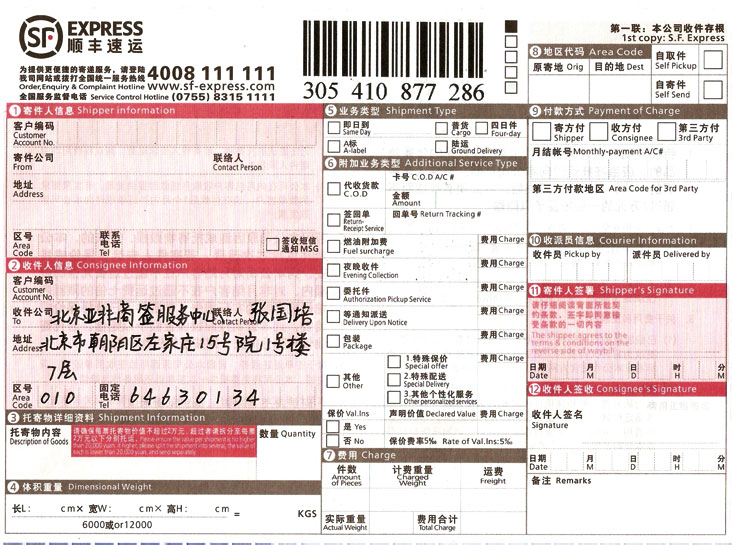 SF EXPRESS
顺丰速运
为提供更便捷的寄递服务，请登陆
我司网站或拨打全国统一服务热线
4008 111 111
Order, Enquiry & Complaint Hotline www.sf-express.com
全国服务监督电话 Service Control Hotline (0755) 8315 1111
305 410 877 286
第一联：本公司收件存根
1st copy: S.F. Express
① 寄件人信息 Shipper Information
客户编码
Customer
Account No.
寄件公司 联络人
From Contact Person
地址
Address
区号 联系
Area 电话
Code Tel
签收短信
通知MSG
② 收件人信息 Consignee Information
客户编码
Customer
Account No.
收件公司 北京亚非商签服务中心 联络人 张国培
To Contact Person
地址 北京市朝阳区左家庄15号院1号楼
Address
7层
区号 010 固定 64630134
Area 电话
Code Tel
③ 托寄物详细资料 Shipment Information
托寄物内容
Description of Goods
请确保每票托寄物价值不超过2万元，超过者请拆分至每票
2万元以下分别托运。
数量 Quantity
④ 体积重量 Dimensional Weight
长L: cm× 宽W: cm× 高H: cm = KGS
6000或or12000
⑤ 业务类型 Shipment Type
即日到 普货 四日件
Same Day Cargo Four-day
A标 陆运
A-label Ground Delivery
⑥ 附加业务类型 Additional Service Type
代收货款
C.O.D
卡号 C.O.D A/C #
金额
Amount
签回单 回单号 Return Tracking #
Return-
Receipt Service
燃油附加费 费用 Charge
Fuel surcharge
夜晚收件 费用 Charge
Evening Collection
委托件 费用 Charge
Authorization Pickup Service
等通知派送 费用 Charge
Delivery Upon Notice
包装 费用 Charge
Package
其他
Other
1.特殊保价 费用 Charge
Special offer
2.特殊配送
Special Delivery
3.其他个性化服务
Other personalized services
保价 Val.Ins 声明价值 Declared Value 费用 Charge
是 Yes
否 No 保价费率5‰ Rate of Val.Ins:5‰
⑦ 费用 Charge
件数 计费重量 运费
Amount Charged Freight
of Pieces Weight
实际重量 费用合计
Actual Weight Total Charge
⑧ 地区代码 Area Code
原寄地 Orig 目的地 Dest
自取件
Self Pickup
自寄件
Self Send
⑨ 付款方式 Payment of Charge
寄方付 收方付 第三方付
Shipper Consignee 3rd Party
月结帐号 Monthly-payment A/C#
第三方付款地区 Area Code for 3rd Party
⑩ 收派员信息 Courier Information
收件员 Pickup by 派件员 Delivered by
⑪ 寄件人签署 Shipper's Signature
请仔细阅读背面所载契
约条款，签字即同意接
受条款的一切内容
The shipper agrees to the
terms & conditions on the
reverse side of waybill
日期 月 日 时 分
Date M D H M
⑫ 收件人签收 Consignee's Signature
收件人签名
Signature
日期 月 日 时 分
Date M D H M
备注 Remarks